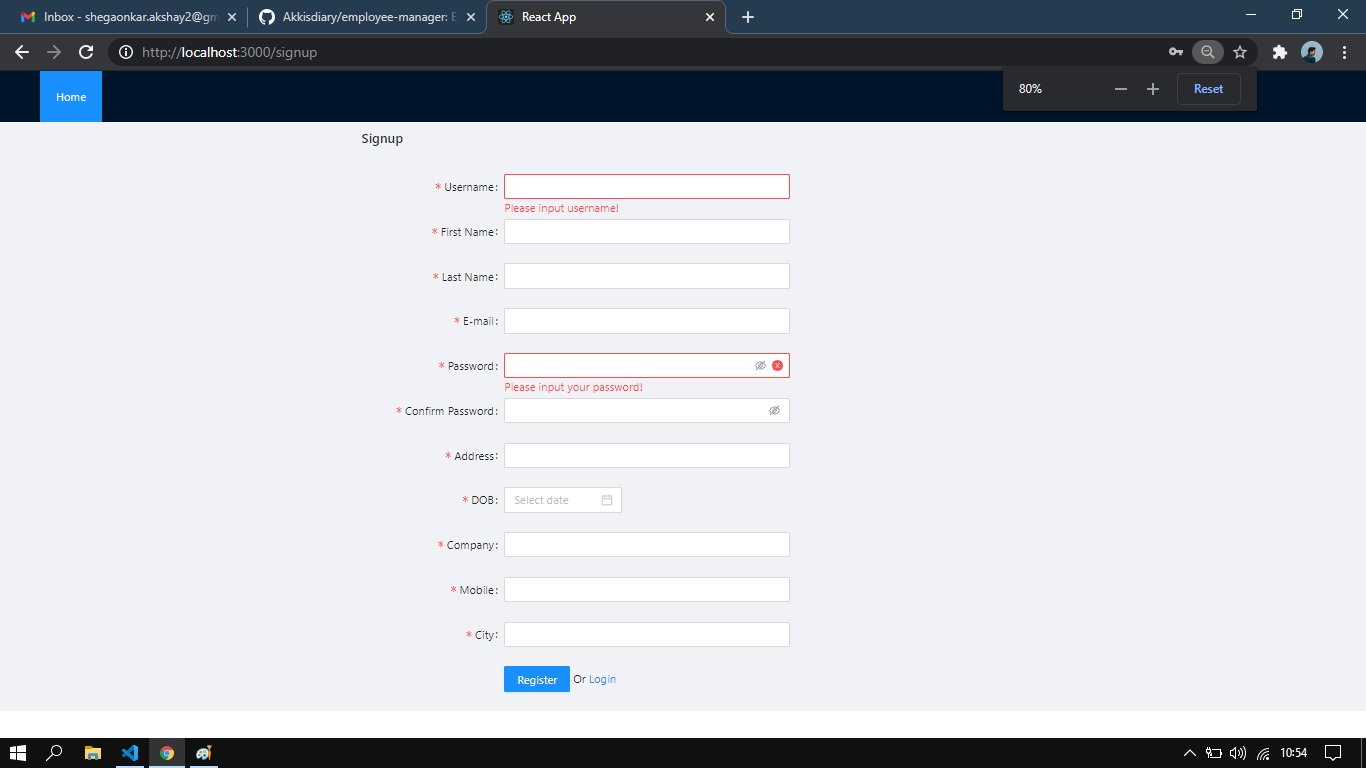 Inbox - shegaonkar.akshay2@gm
Akkisdiary/employee-manager: E
React App
http://localhost:3000/signup
Home
80%
Reset
Signup
* Username:
Please input username!
* First Name:
* Last Name:
* E-mail:
* Password:
Please input your password!
* Confirm Password:
* Address:
* DOB: Select date
* Company:
* Mobile:
* City:
Register Or Login
10:54